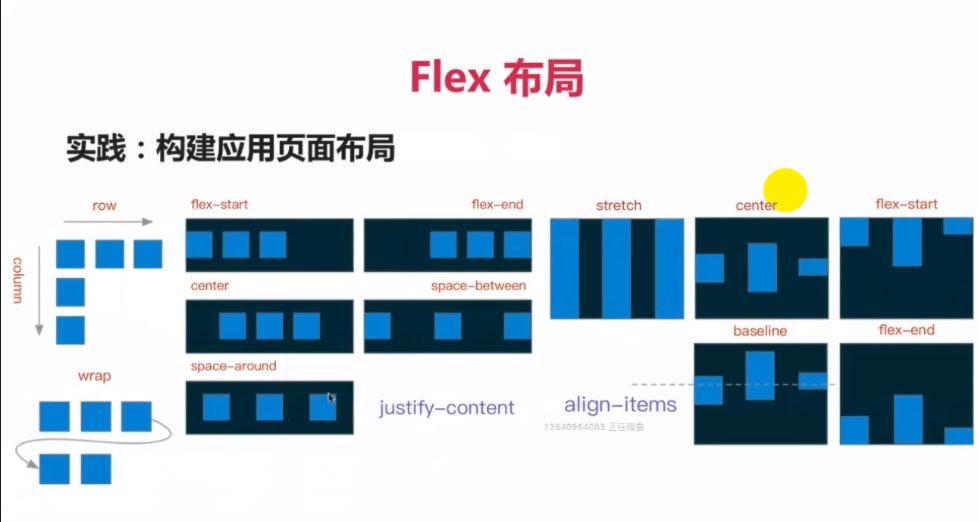 Flex 布局
实践：构建应用页面布局
row
column
wrap
flex-start
flex-end
center
space-between
space-around
justify-content
stretch
center
flex-start
baseline
flex-end
align-items
13640964083 正在观看